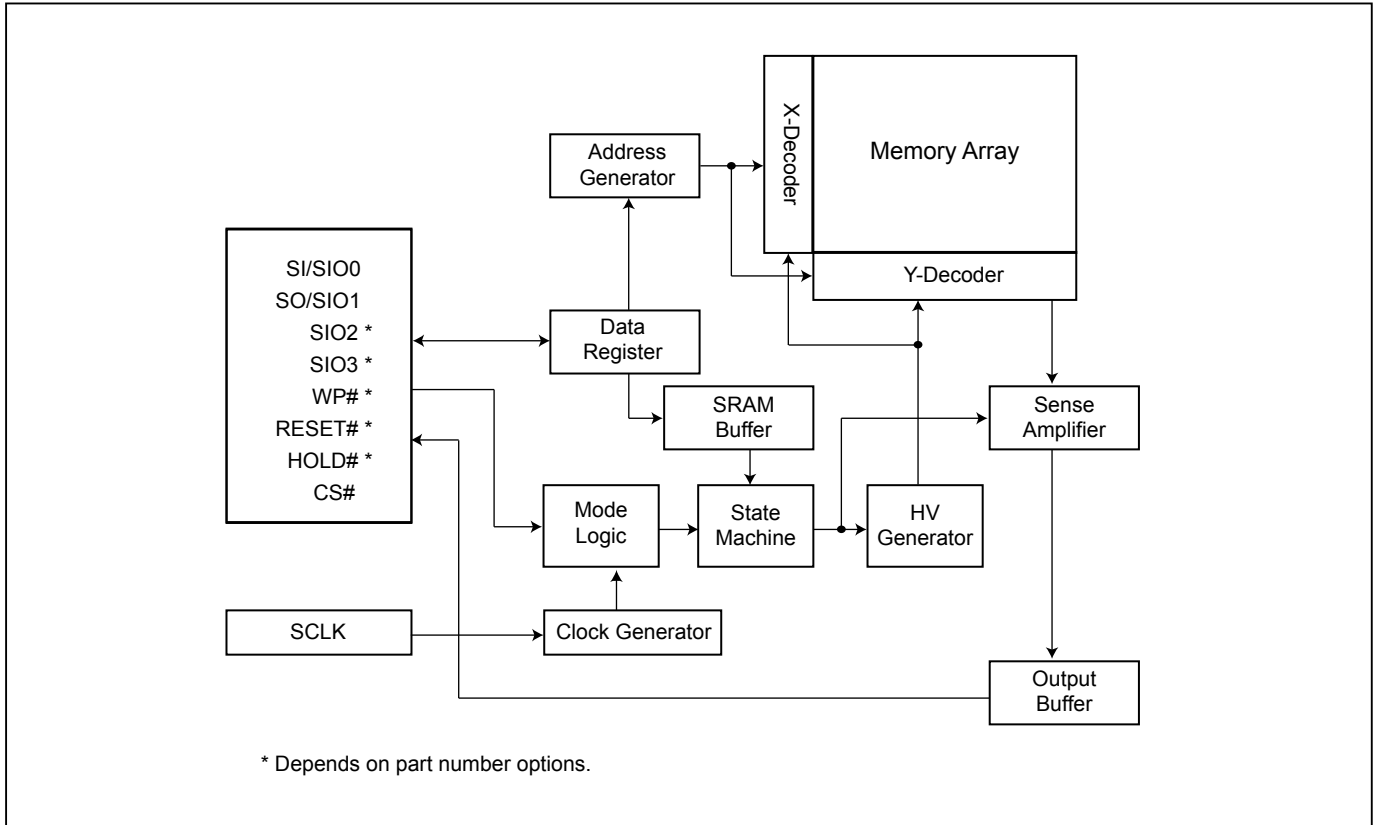 X-Decoder
Memory Array
Address
Generator
Y-Decoder
SI/SIO0
SO/SIO1
SIO2 *
SIO3 *
WP# *
RESET# *
HOLD# *
CS#
Data
Register
SRAM
Buffer
Sense
Amplifier
Mode
Logic
State
Machine
HV
Generator
SCLK
Clock Generator
Output
Buffer
* Depends on part number options.